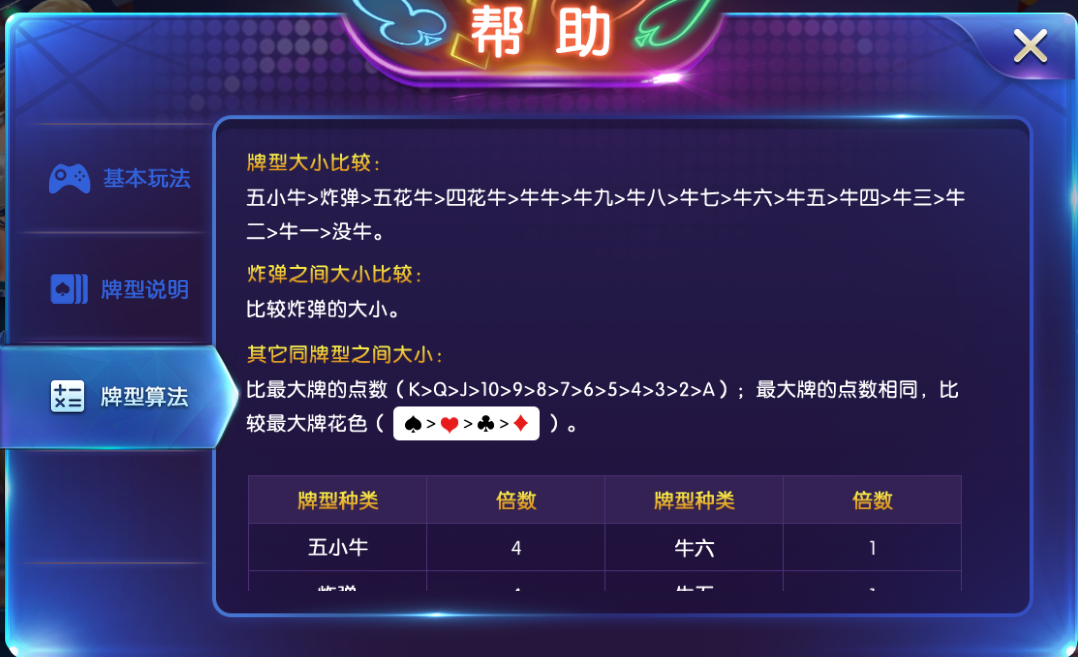 帮助
基本玩法
牌型说明
牌型算法
牌型大小比较：
五小牛>炸弹>五花牛>四花牛>牛牛>牛九>牛八>牛七>牛六>牛五>牛四>牛三>牛
二>牛一>没牛。
炸弹之间大小比较：
比较炸弹的大小。
其它同牌型之间大小：
比最大牌的点数（K>Q>J>10>9>8>7>6>5>4>3>2>A）；最大牌的点数相同，比
较最大牌花色（♠>♥>♣>♦）。
牌型种类 倍数 牌型种类 倍数
五小牛 4 牛六 1